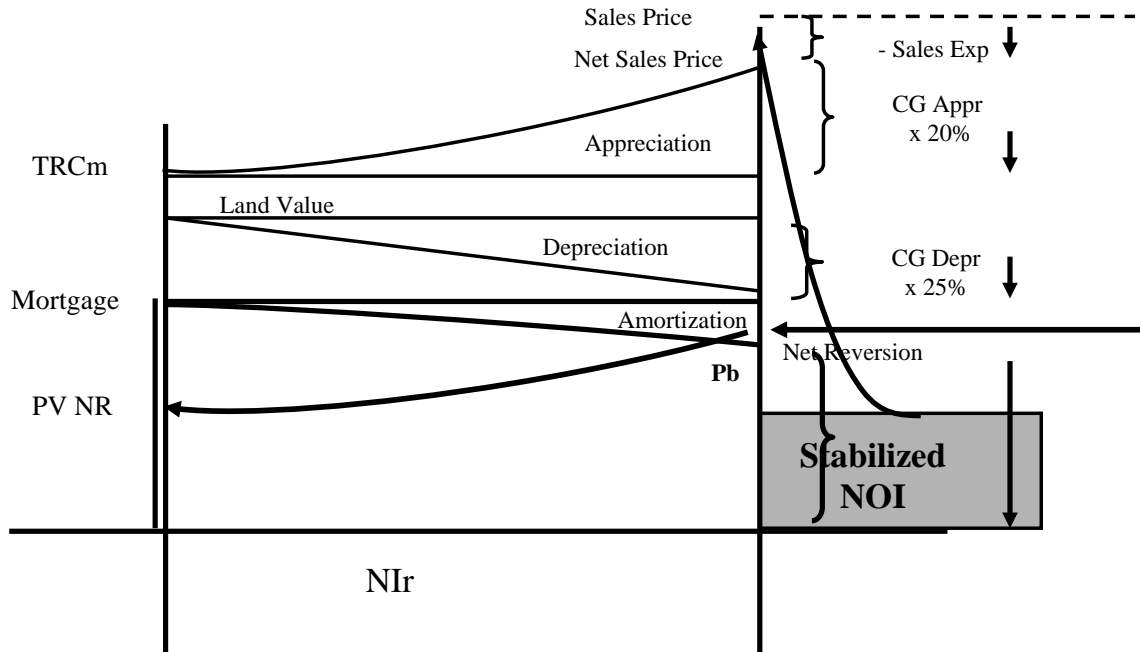 Sales Price
- Sales Exp
Net Sales Price
CG Appr
x 20%
Appreciation
TRCm
Land Value
Depreciation
CG Depr
x 25%
Mortgage
Amortization
Net Reversion
Pb
PV NR
Stabilized
NOI
NIr